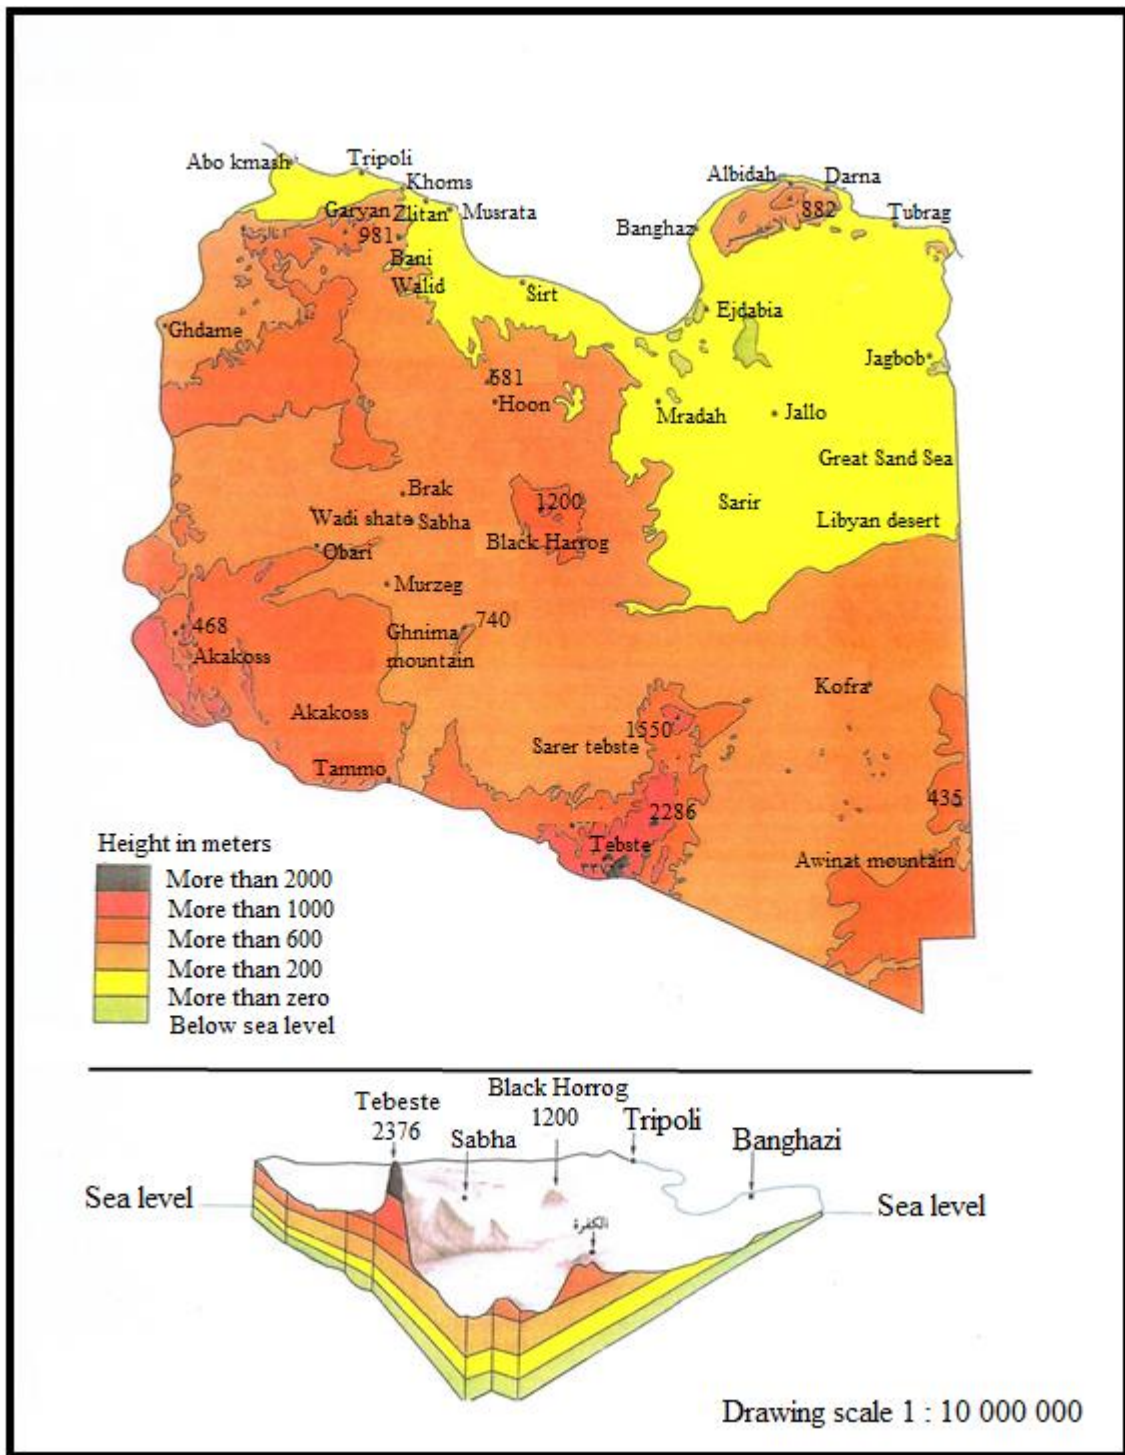 Abo kmash
Tripoli
Khoms
Garyan
Zlitan
Musrata
981
Bani
Walid
Sirt
Ghdame
Albidah
Darna
882
Banghaz
Tubrag
Ejdabia
Jagbob
681
Hoon
Mradah
Jallo
Great Sand Sea
Brak
1200
Sarir
Wadi shate
Sabha
Libyan desert
Black Harrog
Obari
Murzeg
740
468
Ghnima
mountain
Akakoss
Kofra
Akakoss
1550
Sarer tebste
Tammo
435
2286
Tebste
Awinat mountain
Height in meters
More than 2000
More than 1000
More than 600
More than 200
More than zero
Below sea level
Black Horrog
1200
Tebeste
2376
Sabha
Tripoli
Banghazi
Sea level
Sea level
الكفرة
Drawing scale 1 : 10 000 000